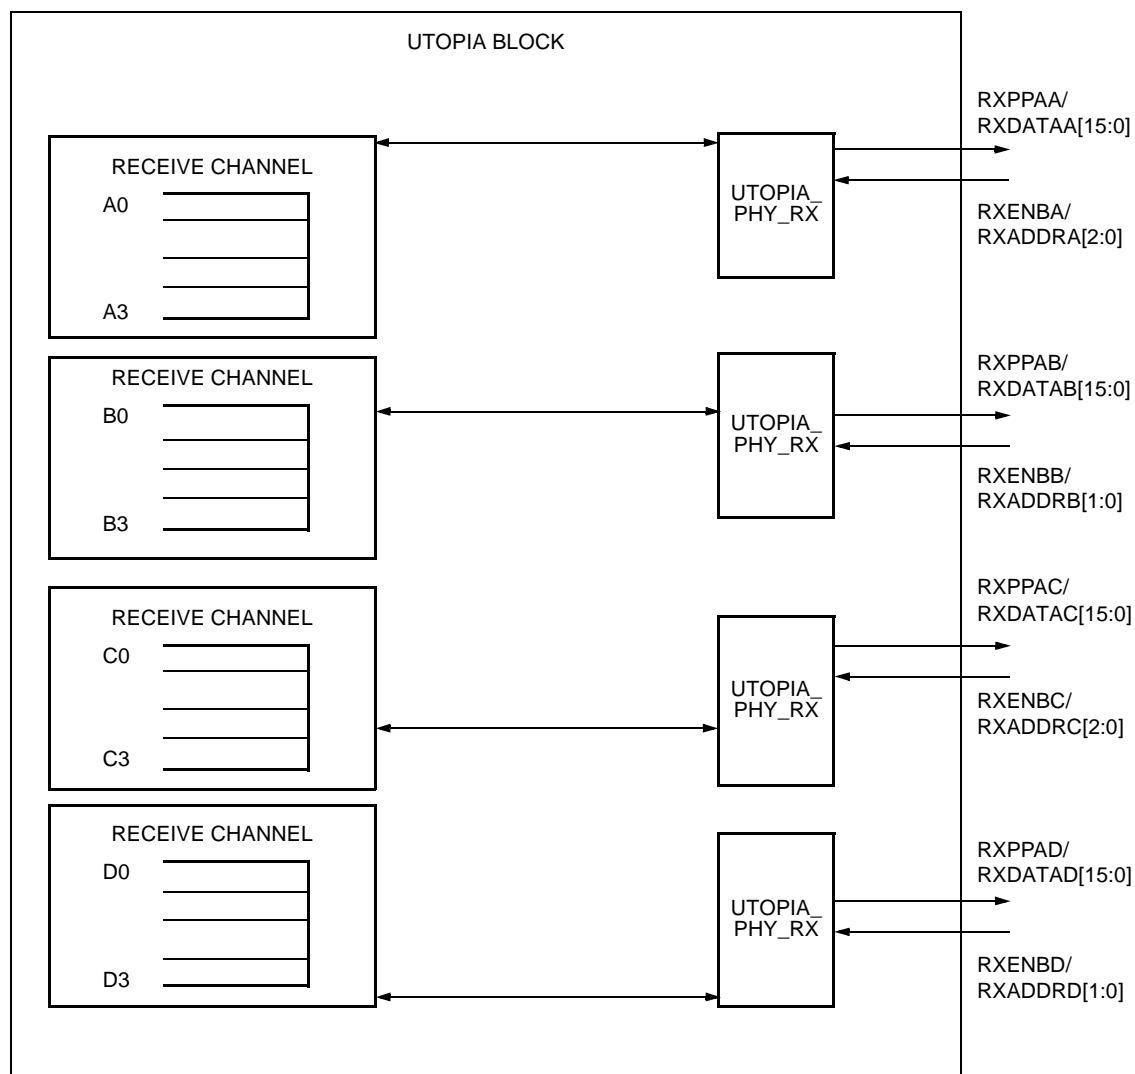 UTOPIA BLOCK
RXPPAA/
RXDATAA[15:0]
RECEIVE CHANNEL
A0
A3
UTOPIA_
PHY_RX
RXENBA/
RXADDRA[2:0]
RECEIVE CHANNEL
B0
B3
UTOPIA_
PHY_RX
RXPPAB/
RXDATAB[15:0]
RXENBB/
RXADDRB[1:0]
RECEIVE CHANNEL
C0
C3
UTOPIA_
PHY_RX
RXPPAC/
RXDATAC[15:0]
RXENBC/
RXADDRC[2:0]
RECEIVE CHANNEL
D0
D3
UTOPIA_
PHY_RX
RXPPAD/
RXDATAD[15:0]
RXENBD/
RXADDRD[1:0]